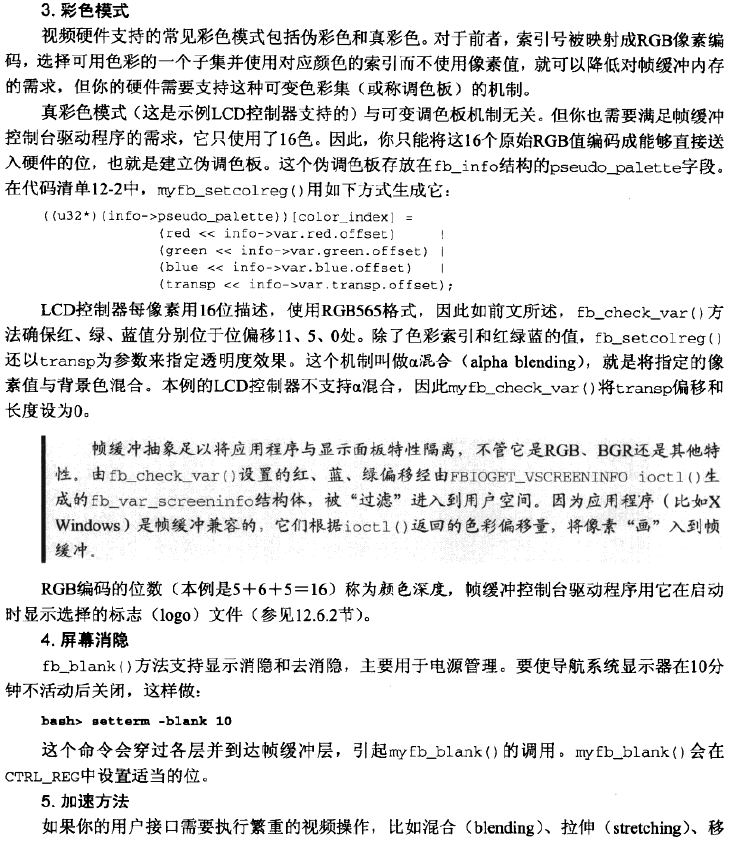 3. 彩色模式
视频硬件支持的常见彩色模式包括伪彩色和真彩色。对于前者，索引号被映射成RGB像素编
码，选择可用色彩的一个子集并使用对应颜色的索引而不使用像素值，就可以降低对帧缓冲内存
的需求，但你的硬件需要支持这种可变色彩集（或称调色板）的机制。
真彩色模式（这是示例LCD控制器支持的）与可变调色板机制无关。但你也需要满足帧缓冲
控制台驱动程序的需求，它只使用了16色。因此，你只能将这16个原始RGB值编码成能够直接送
入硬件的位，也就是建立伪调色板。这个伪调色板存放在fb_info结构的pseudo_palette字段。
在代码清单12-2中，myfb_setcolreg()用如下方式生成它：
((u32*)(info->pseudo_palette))[color_index] =
(red << info->var.red.offset) |
(green << info->var.green.offset) |
(blue << info->var.blue.offset) |
(transp << info->var.transp.offset);
LCD控制器每像素用16位描述，使用RGB565格式，因此如前文所述，fb_check_var()方
法确保红、绿、蓝值分别位于位偏移11、5、0处。除了色彩索引和红绿蓝的值，fb_setcolreg()
还以transp为参数来指定透明度效果。这个机制叫做α混合（alpha blending），就是将指定的像
素值与背景色混合。本例的LCD控制器不支持α混合，因此myfb_check_var()将transp偏移和
长度设为0。
帧缓冲抽象足以将应用程序与显示面板特性隔离，不管它是RGB、BGR还是其他特
性。由fb_check_var()设置的红、蓝、绿偏移经由FBIOGET_VSCREENINFO ioctl()生
成的fb_var_screeninfo结构体，被“过滤”进入到用户空间。因为应用程序（比如X
Windows）是帧缓冲兼容的，它们根据ioctl()返回的色彩偏移量，将像素“画”入到帧
缓冲。
RGB编码的位数（本例是5+6+5=16）称为颜色深度，帧缓冲控制台驱动程序用它在启动
时显示选择的标志（logo）文件（参见12.6.2节）。
4. 屏幕消隐
fb_blank()方法支持显示消隐和去消隐，主要用于电源管理。要使导航系统显示器在10分
钟不活动后关闭，这样做：
bash> setterm -blank 10
这个命令会穿过各层并到达帧缓冲层，引起myfb_blank()的调用。myfb_blank()会在
CTRL_REG中设置适当的位。
5. 加速方法
如果你的用户接口需要执行繁重的视频操作，比如混合（blending）、拉伸（stretching）、移